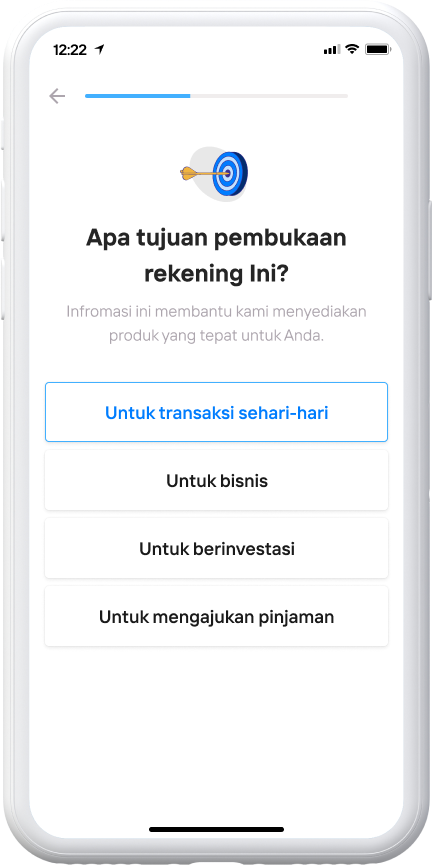 12:22
Apa tujuan pembukaan
rekening Ini?
Infromasi ini membantu kami menyediakan
produk yang tepat untuk Anda.
Untuk transaksi sehari-hari
Untuk bisnis
Untuk berinvestasi
Untuk mengajukan pinjaman